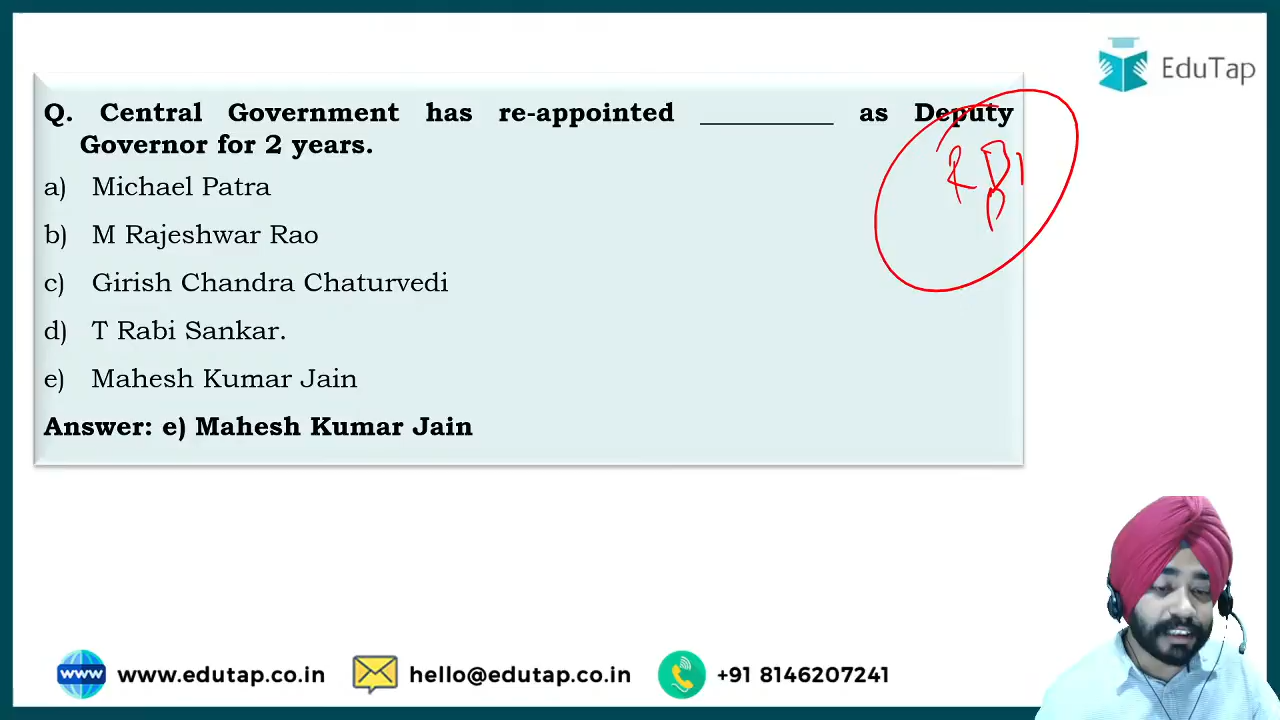 EduTap
Q. Central Government has re-appointed __________ as Deputy
Governor for 2 years.
RBI
a) Michael Patra
b) M Rajeshwar Rao
c) Girish Chandra Chaturvedi
d) T Rabi Sankar.
e) Mahesh Kumar Jain
Answer: e) Mahesh Kumar Jain
www www.edutap.co.in hello@edutap.co.in +91 8146207241